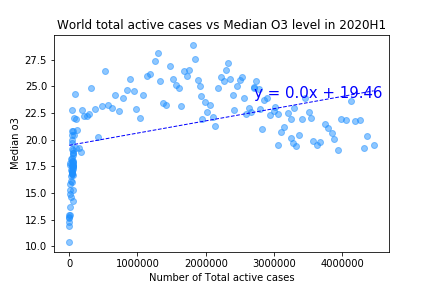 World total active cases vs Median O3 level in 2020H1
27.5
25.0
22.5
20.0
17.5
15.0
12.5
10.0
Median o3
y = 0.0x + 19.46
0 1000000 2000000 3000000 4000000
Number of Total active cases